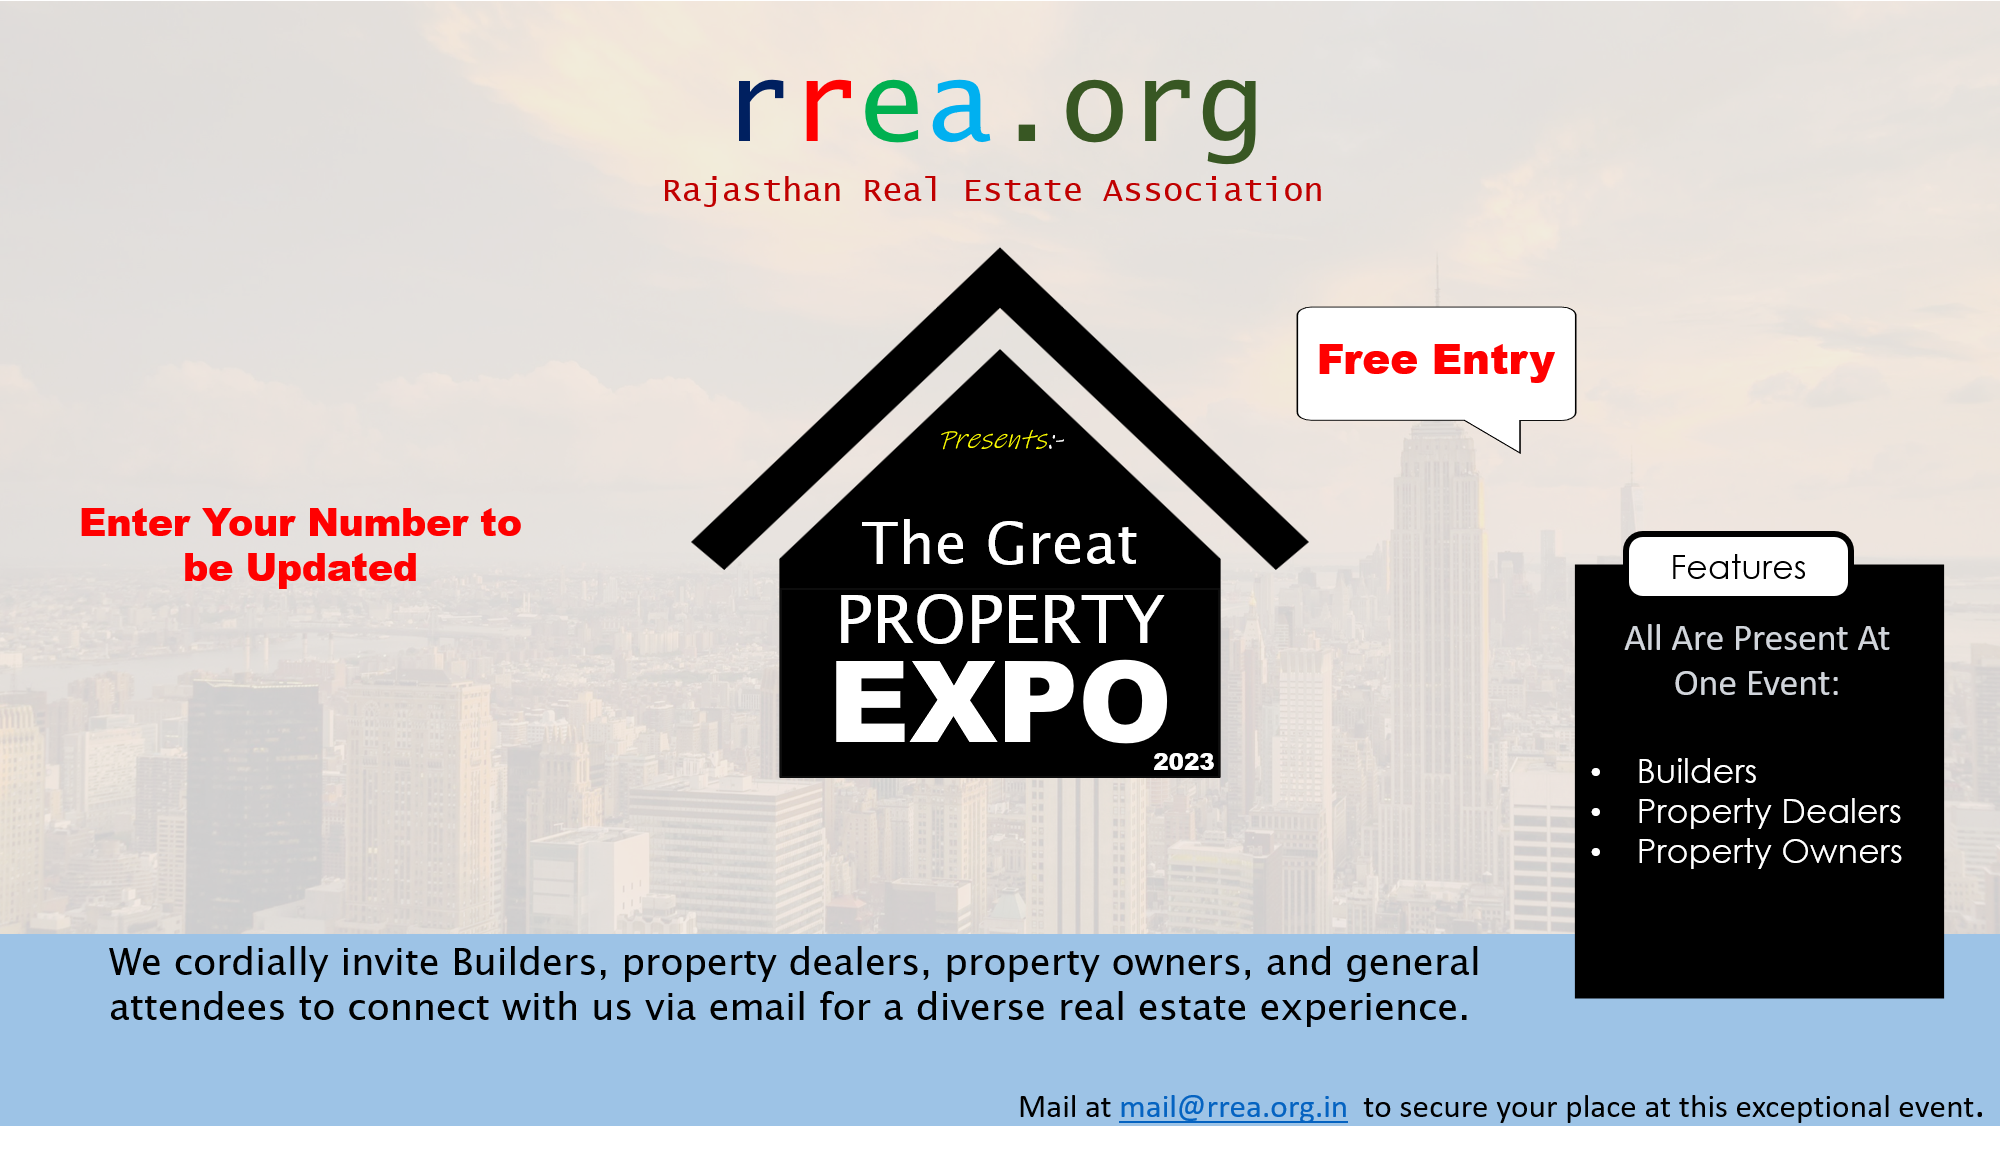 rrea.org
Rajasthan Real Estate Association
Free Entry
Presents:-
The Great
PROPERTY
EXPO
2023
Enter Your Number to
be Updated
Features
All Are Present At
One Event:
• Builders
• Property Dealers
• Property Owners
We cordially invite Builders, property dealers, property owners, and general
attendees to connect with us via email for a diverse real estate experience.
Mail at mail@rrea.org.in to secure your place at this exceptional event.